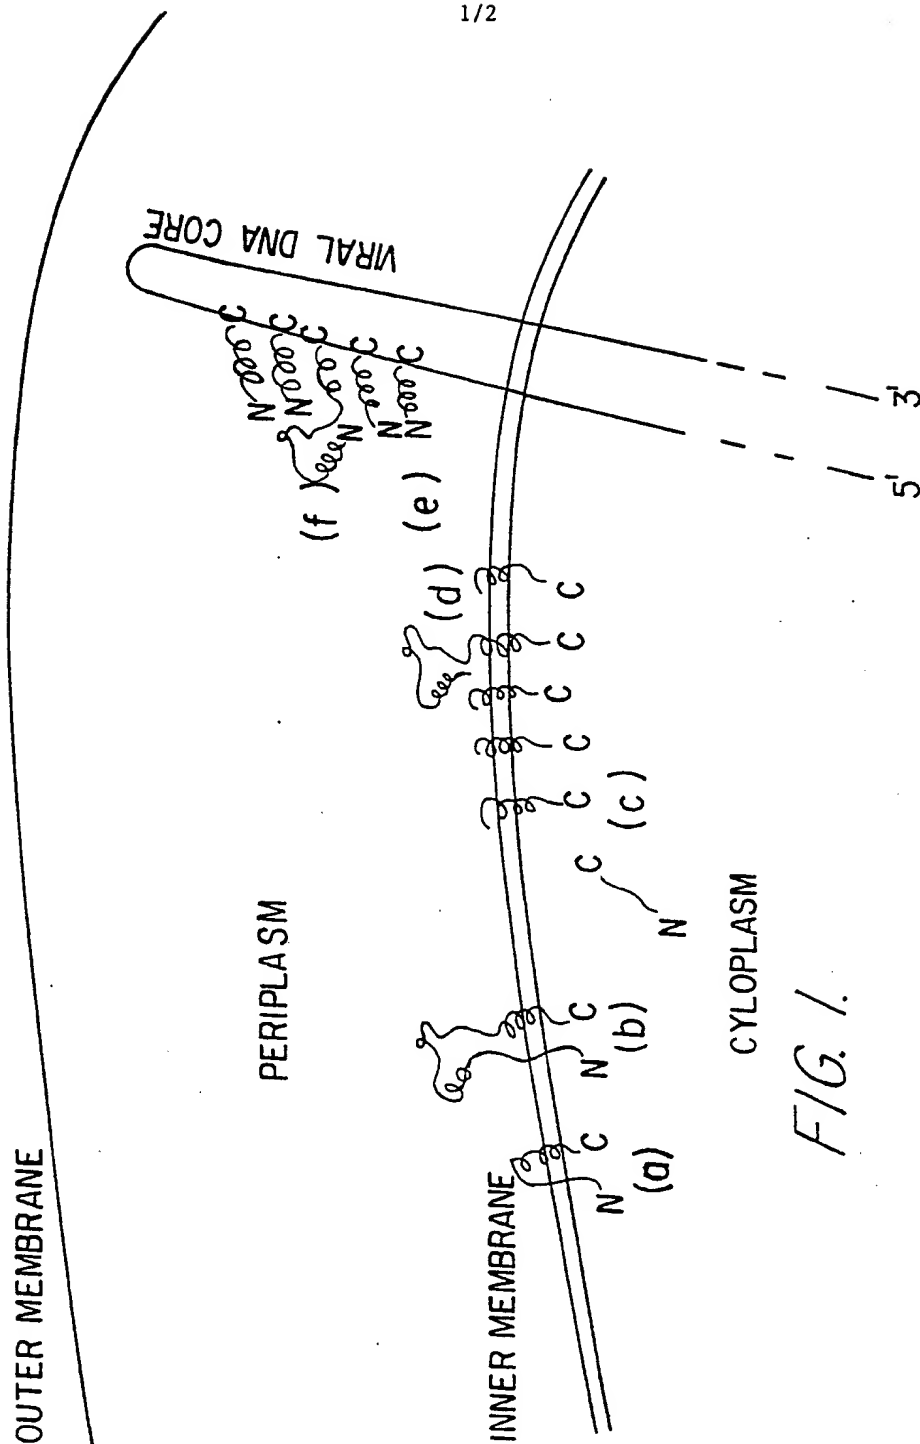 1/2
OUTER MEMBRANE
PERIPLASM
VIRAL DNA CORE
C
C
C
C
C
N
N
N
N
N
(f)
(e)
(d)
INNER MEMBRANE
N
C
(a)
N
C
(b)
N
C
C
(c)
C
C
C
C
5'
3'
CYLOPLASM
FIG. 1.